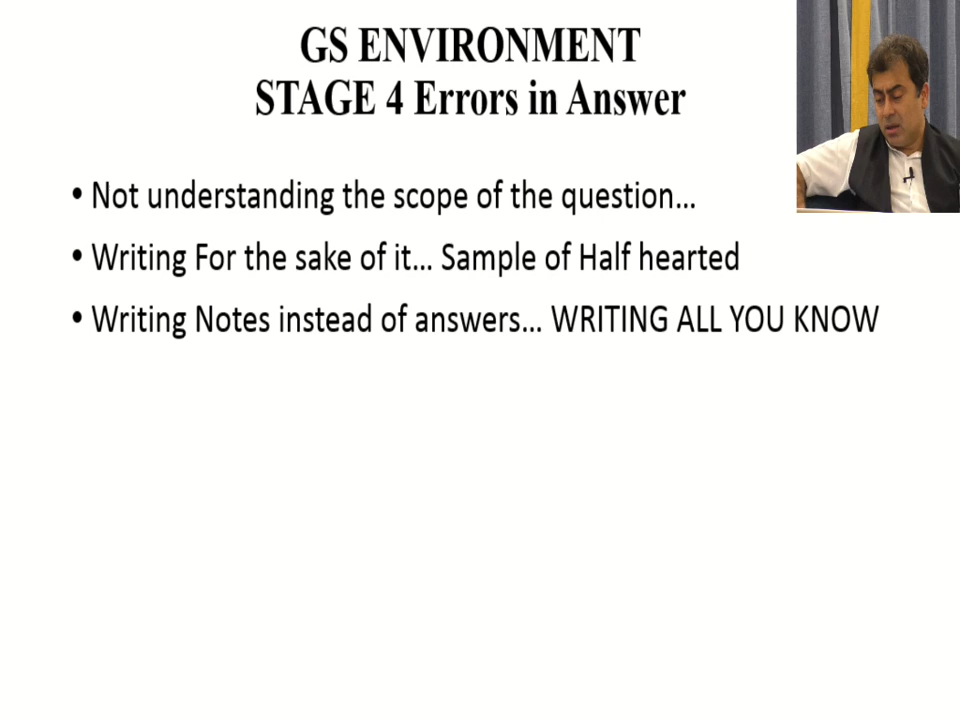 GS ENVIRONMENT
STAGE 4 Errors in Answer
• Not understanding the scope of the question...
• Writing For the sake of it... Sample of Half hearted
• Writing Notes instead of answers... WRITING ALL YOU KNOW